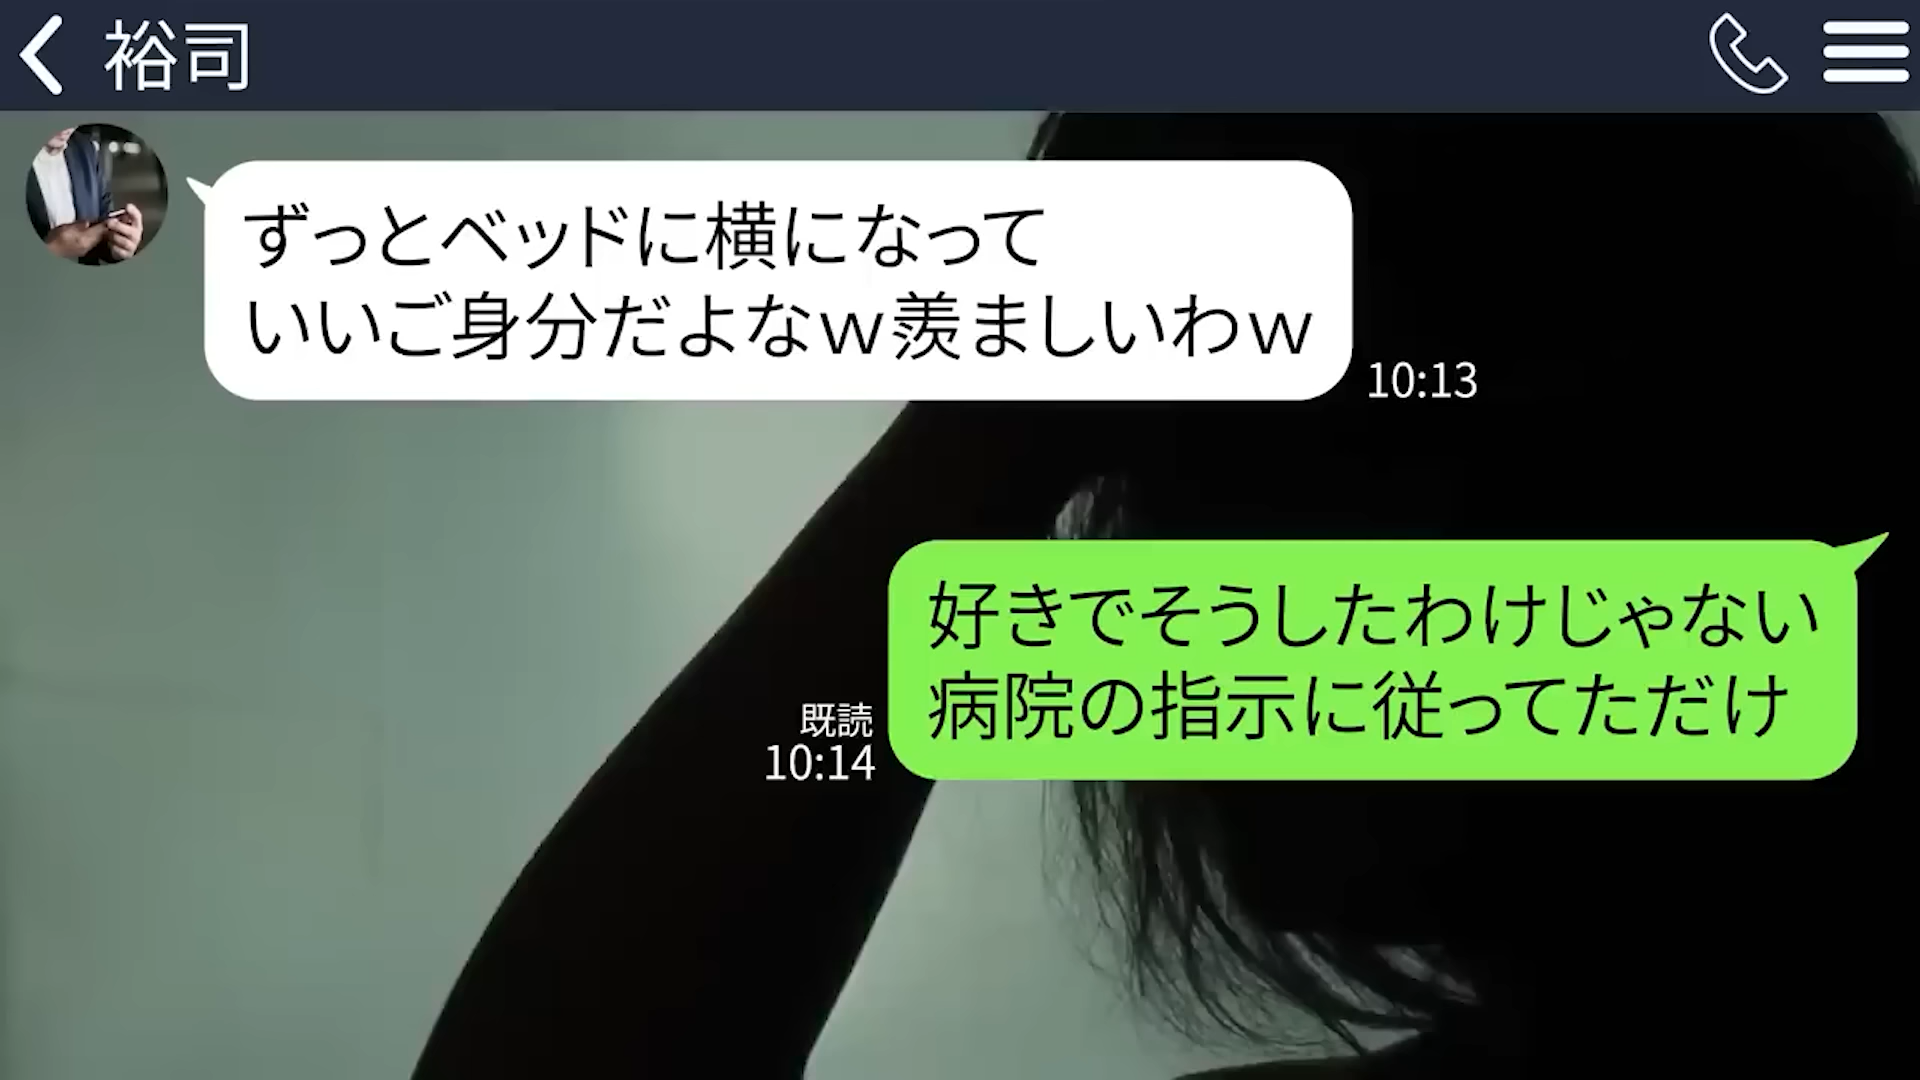 裕司
ずっとベッドに横になって
いいご身分だよなｗ羨ましいわｗ
10:13
好きでそうしたわけじゃない
病院の指示に従ってただけ
既読
10:14